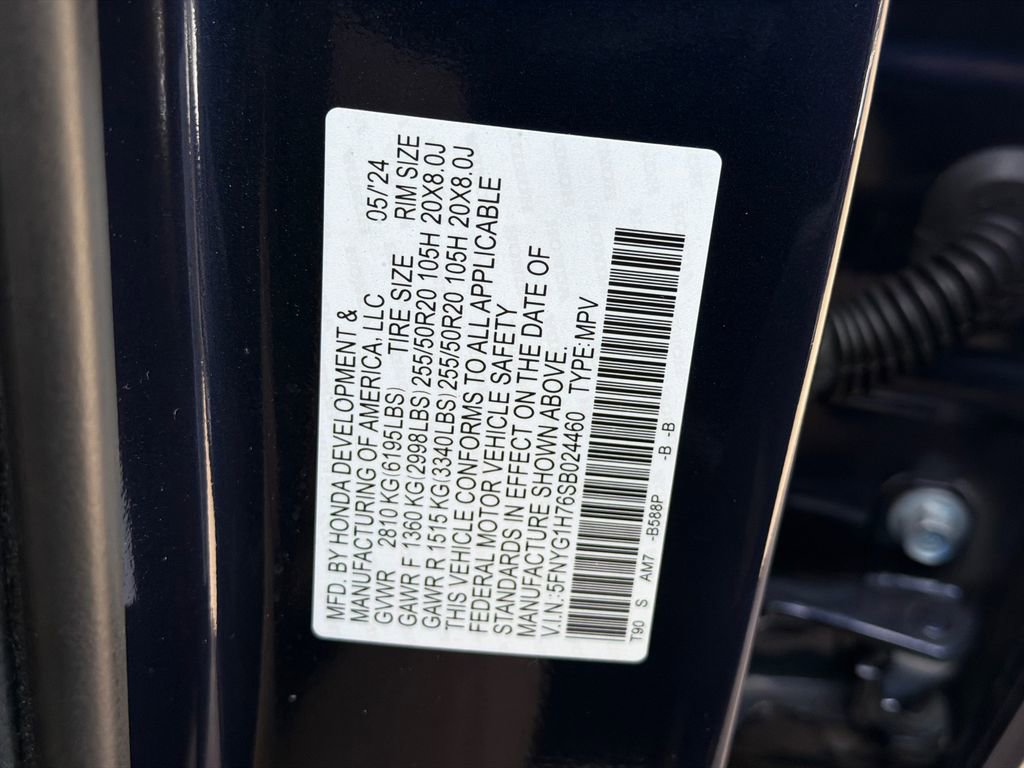 MFD. BY HONDA DEVELOPMENT &
MANUFACTURING OF AMERICA, LLC 05/'24
GVWR 2810 KG(6195LBS) TIRE SIZE RIM SIZE
GAWR F 1360 KG(2998LBS) 255/50R20 105H 20X8.0J
GAWR R 1515 KG(3340LBS) 255/50R20 105H 20X8.0J
THIS VEHICLE CONFORMS TO ALL APPLICABLE
FEDERAL MOTOR VEHICLE SAFETY
STANDARDS IN EFFECT ON THE DATE OF
MANUFACTURE SHOWN ABOVE.
V.I.N.:5FNYG1H76SB024460 TYPE:MPV
T90 S AM7 -B588P -B -B